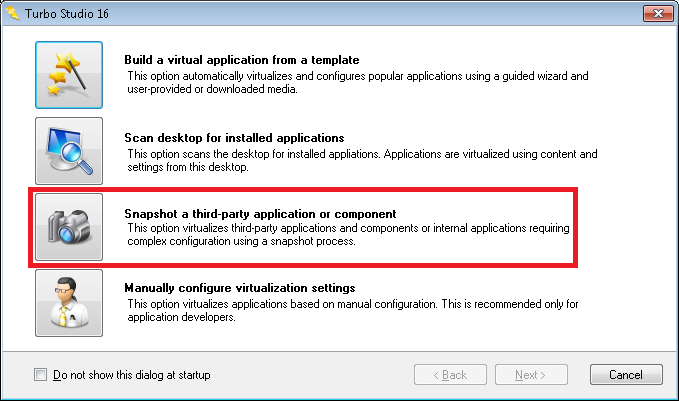 Turbo Studio 16
Build a virtual application from a template
This option automatically virtualizes and configures popular applications using a guided wizard and
user-provided or downloaded media.
Scan desktop for installed applications
This option scans the desktop for installed appliations. Applications are virtualized using content and
settings from this desktop.
Snapshot a third-party application or component
This option virtualizes third-party applications and components or internal applications requiring
complex configuration using a snapshot process.
Manually configure virtualization settings
This option virtualizes applications based on manual configuration. This is recommended only for
application developers.
Do not show this dialog at startup
< Back
Next >
Cancel